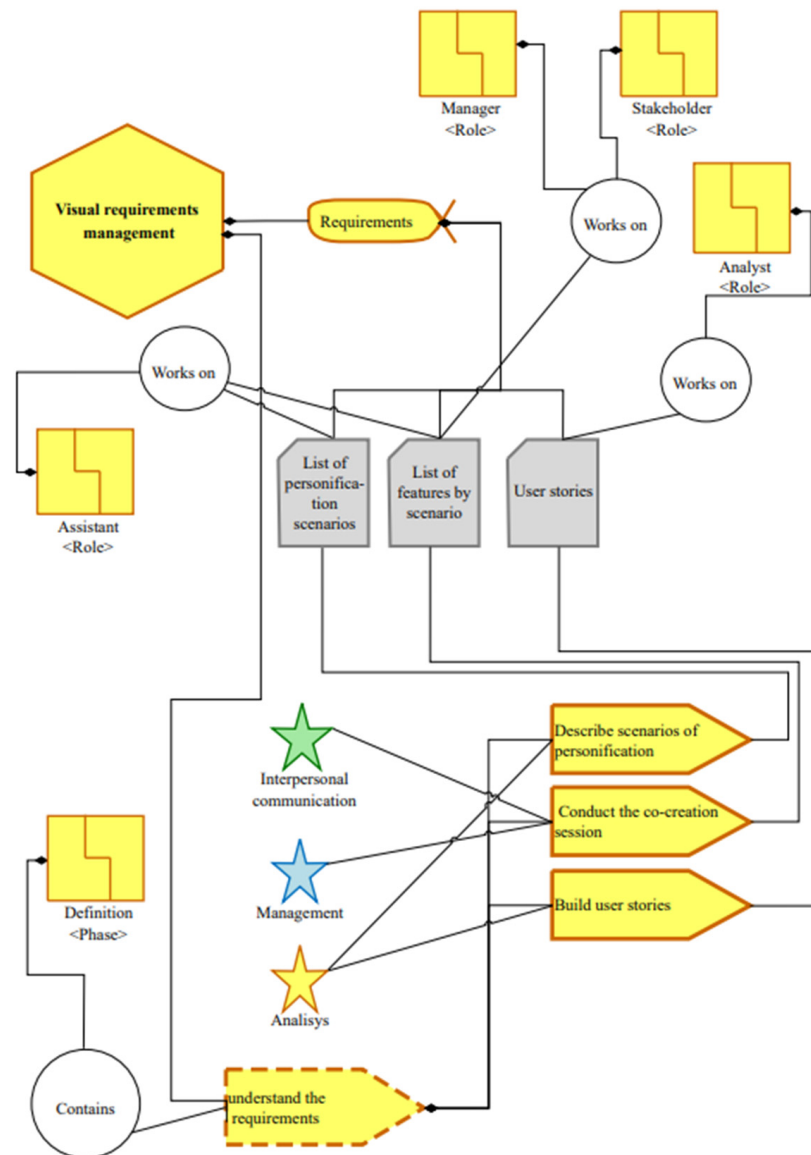 Manager
<Role>
Stakeholder
<Role>
Visual requirements
management
Requirements
Works on
Analyst
<Role>
Works on
Works on
Assistant
<Role>
List of
personifica-
tion
scenarios
List of
features by
scenario
User stories
Describe scenarios of
personification
Interpersonal
communication
Conduct the co-creation
session
Management
Build user stories
Definition
<Phase>
Analisys
understand the
requirements
Contains